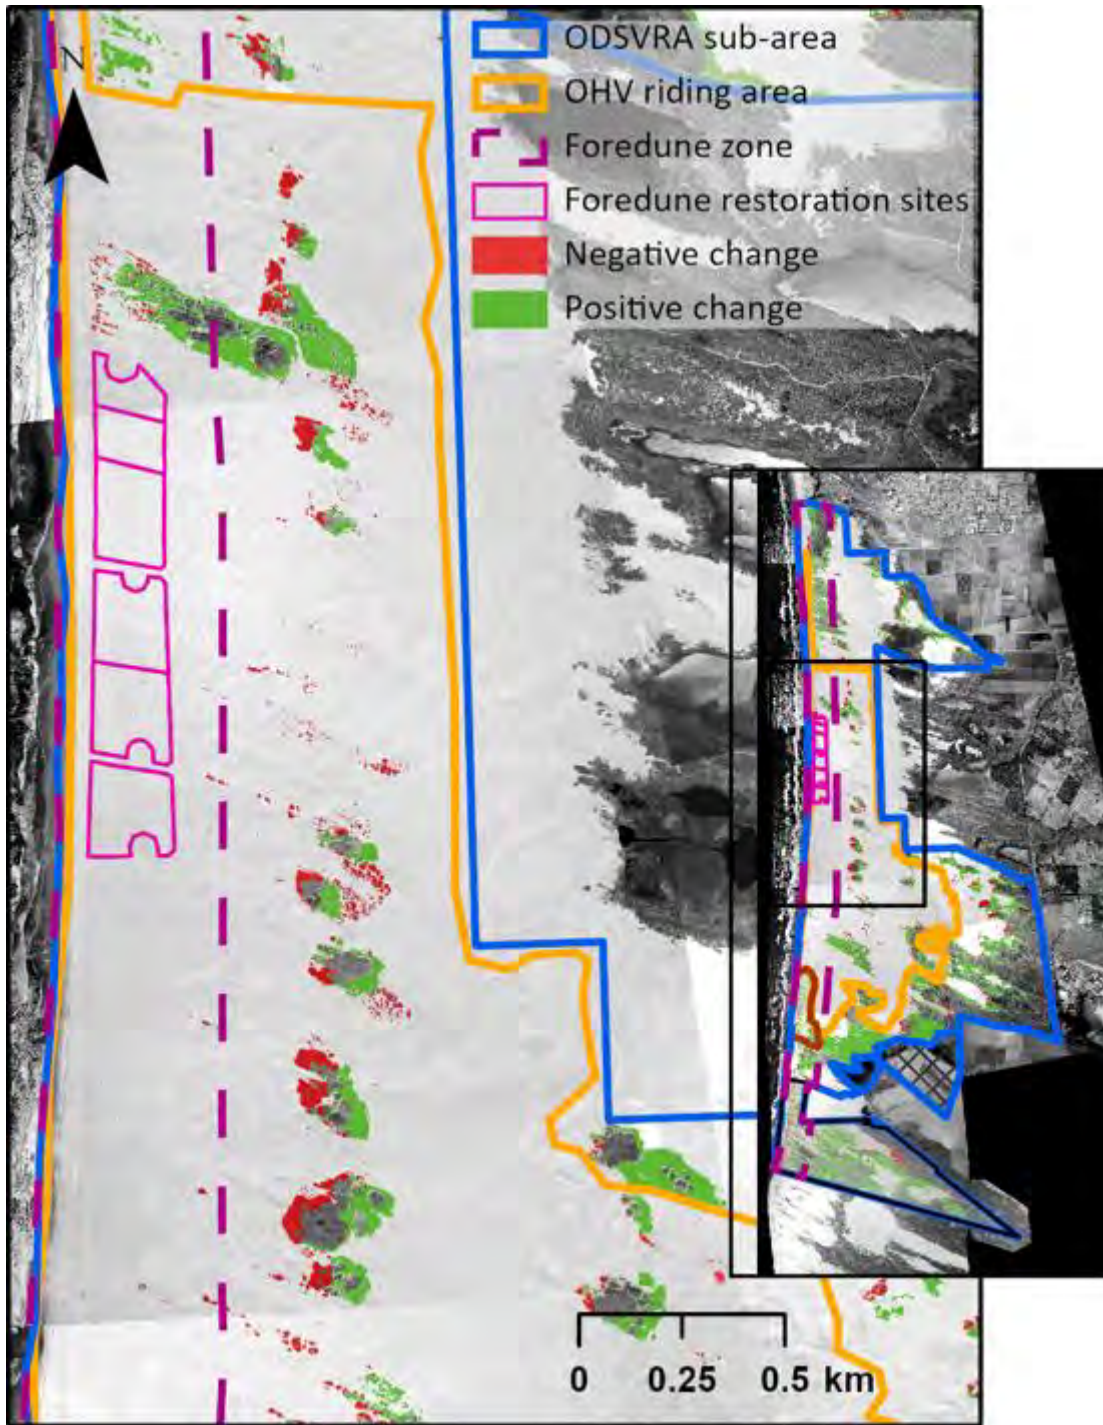 N
ODSVRA sub-area
OHV riding area
Foredune zone
Foredune restoration sites
Negative change
Positive change
0 0.25 0.5 km